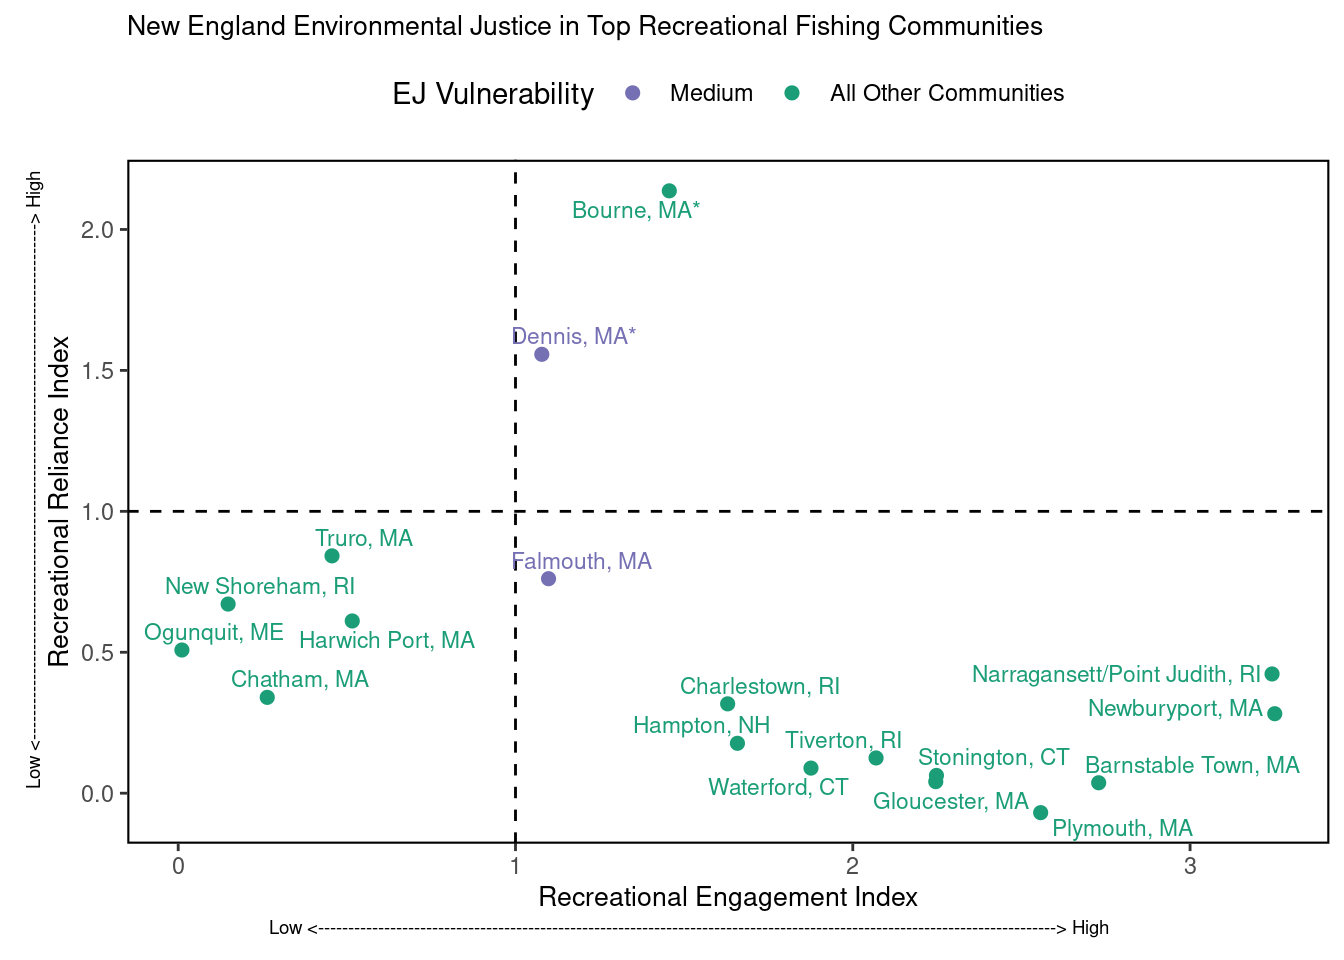 New England Environmental Justice in Top Recreational Fishing Communities
EJ Vulnerability Medium All Other Communities
Recreational Reliance Index
Low <--------------------------------------------------------------------------------------------> High
2.0
1.5
1.0
0.5
0.0
Bourne, MA*
Dennis, MA*
Truro, MA
Falmouth, MA
New Shoreham, RI
Ogunquit, ME
Harwich Port, MA
Chatham, MA
Narragansett/Point Judith, RI
Charlestown, RI
Newburyport, MA
Hampton, NH
Tiverton, RI
Stonington, CT
Barnstable Town, MA
Waterford, CT
Gloucester, MA
Plymouth, MA
0 1 2 3
Recreational Engagement Index
Low <--------------------------------------------------------------------------------------------> High